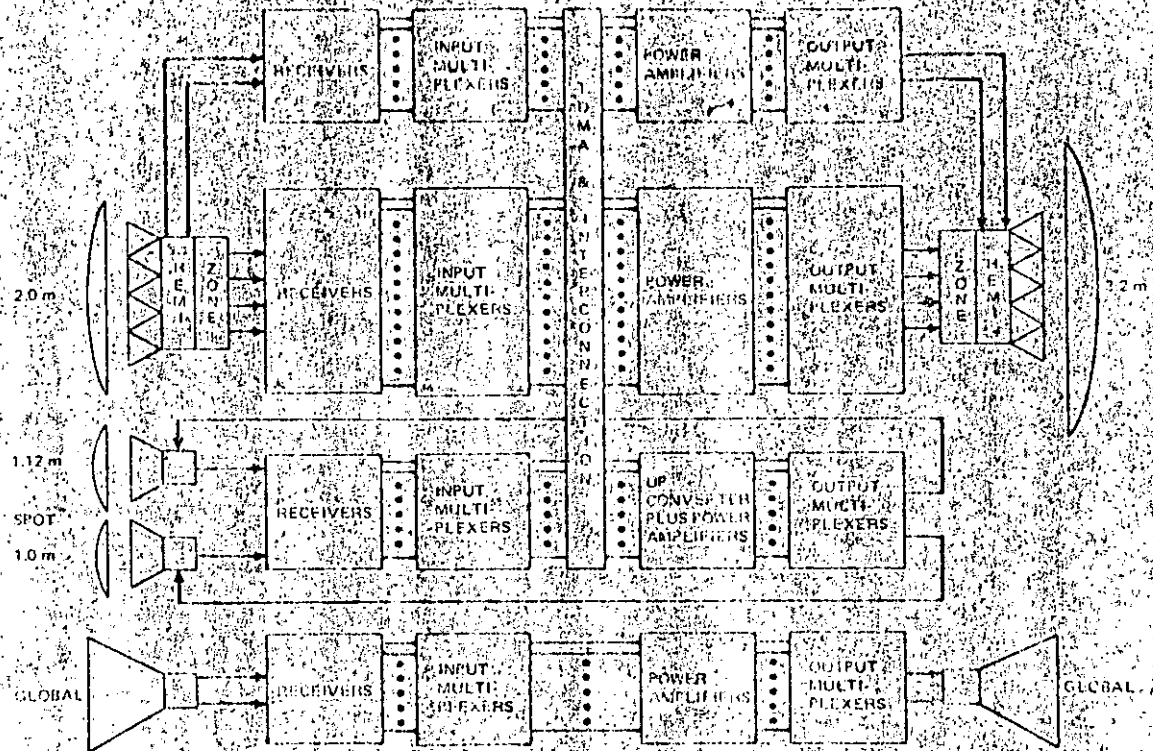 RECEIVERS
INPUT
MULTI-
PLEXERS
POWER
AMPLIFIERS
OUTPUT
MULTI-
PLEXERS
TDMA & INTERCONNECTION
2.0 m
HEMI
ZONE
RECEIVERS
INPUT
MULTI-
PLEXERS
POWER
AMPLIFIERS
OUTPUT
MULTI-
PLEXERS
ZONE
HEMI
.2 m
1.12 m
SPOT
1.0 m
RECEIVERS
INPUT
MULTI-
PLEXERS
UP
CONVERTER
PLUS POWER
AMPLIFIERS
OUTPUT
MULTI-
PLEXERS
GLOBAL
RECEIVERS
INPUT
MULTI-
PLEXERS
POWER
AMPLIFIERS
OUTPUT
MULTI-
PLEXERS
GLOBAL